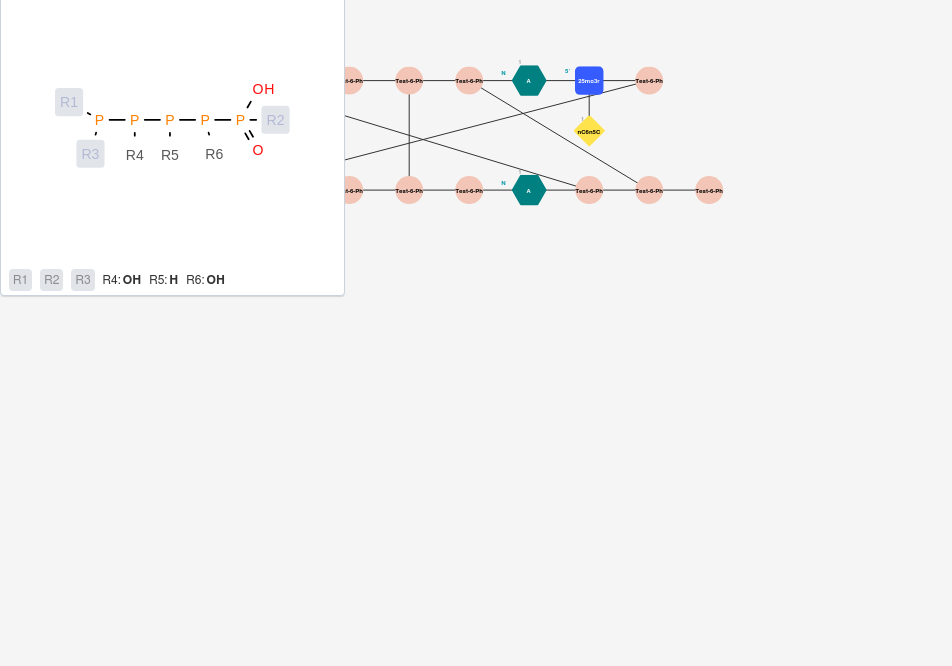 OH
R1 P P P P P R2
R3 R4 R5 R6 O
R1 R2 R3 R4: OH R5: H R6: OH
t-6-Ph Test-6-Ph Test-6-Ph N 1 A 5' 25mo3r Test-6-Ph
1 nC6n5C
t-6-Ph Test-6-Ph Test-6-Ph N A Test-6-Ph Test-6-Ph Test-6-Ph